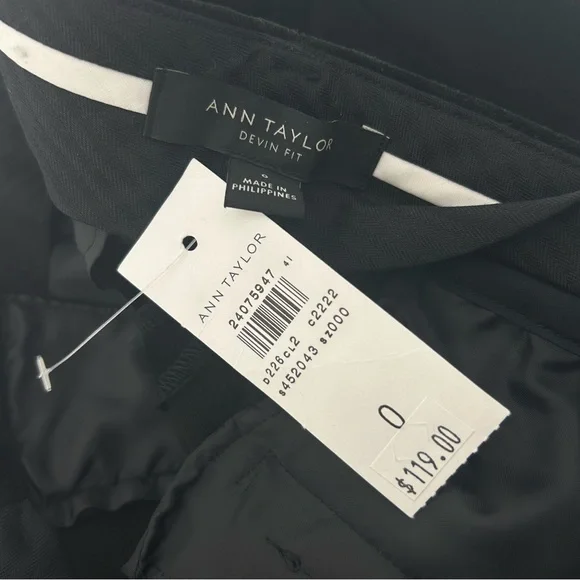 ANN TAYLOR
DEVIN FIT
0
MADE IN
PHILIPPINES
ANN TAYLOR
24075947 41
D226CL2 C2222
S452043 SZ000
0
$119.00